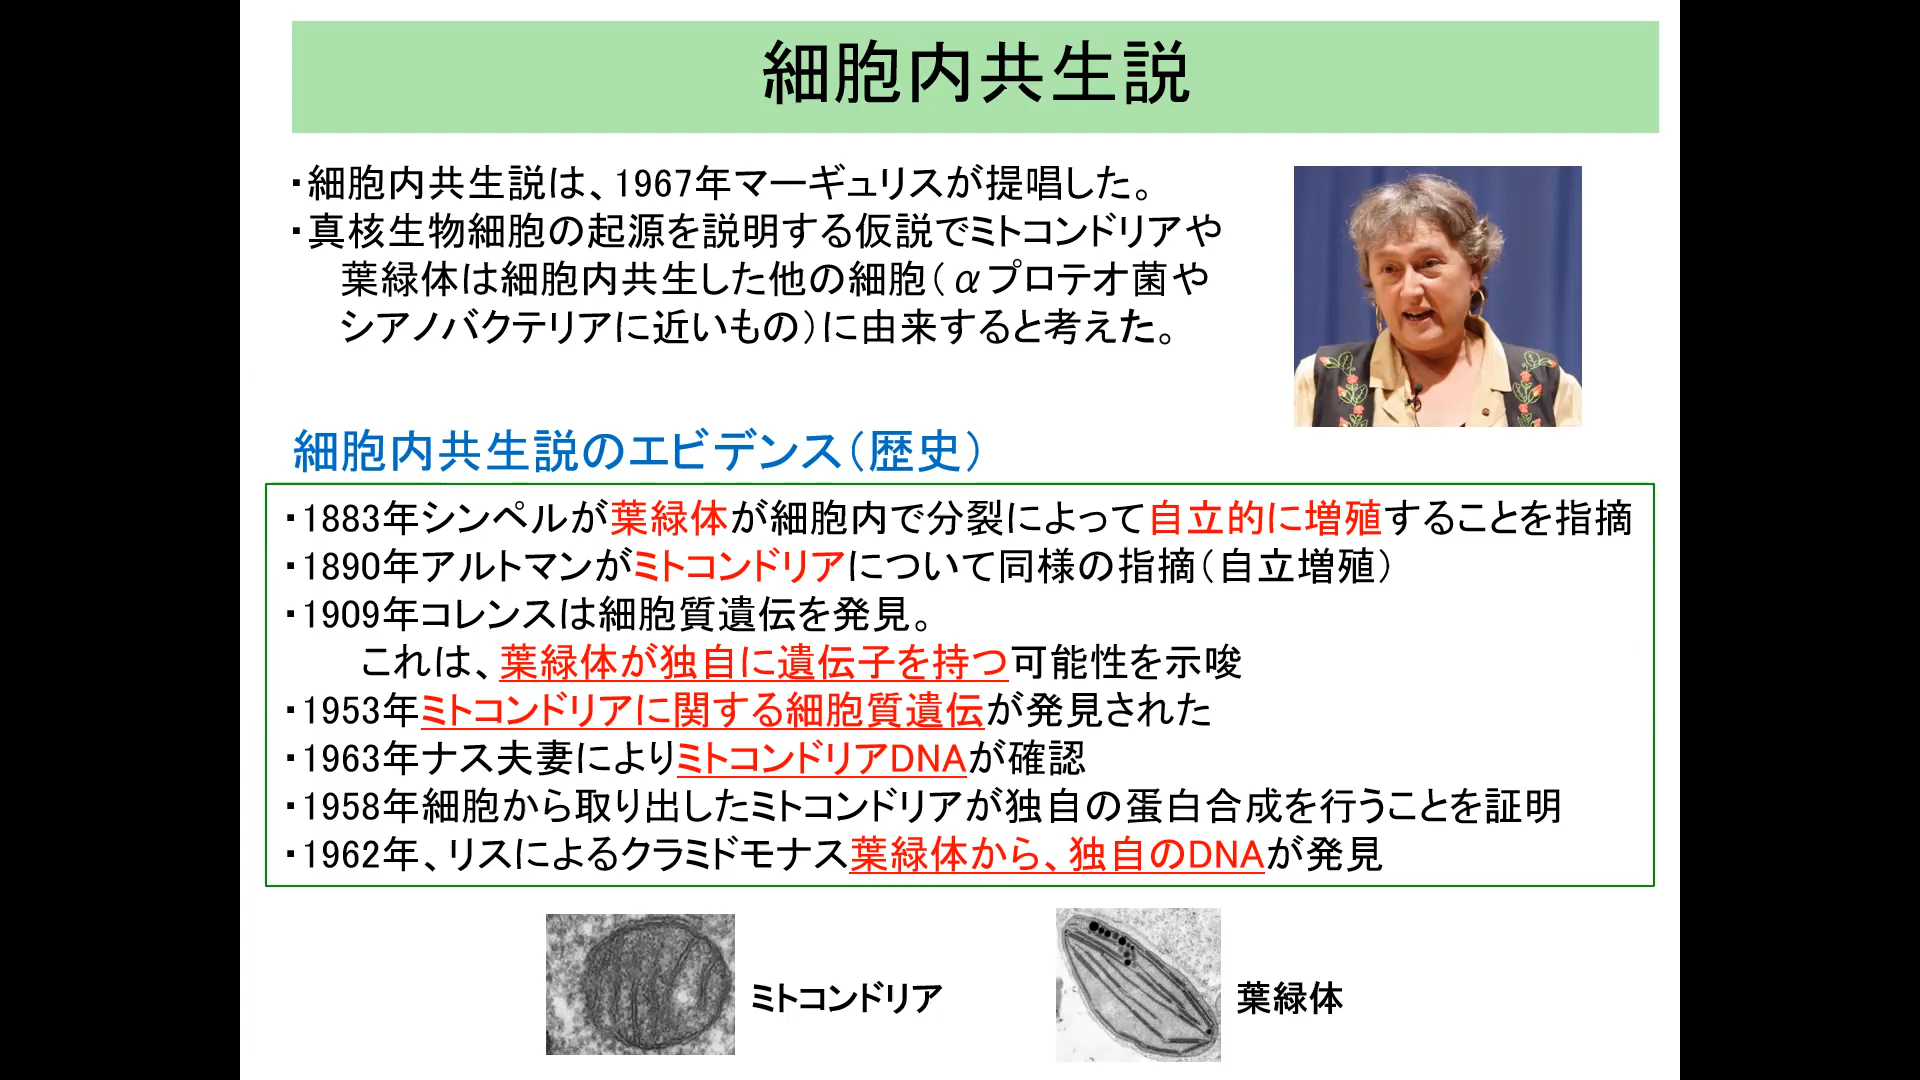 細胞内共生説
・細胞内共生説は、1967年マーギュリスが提唱した。
・真核生物細胞の起源を説明する仮説でミトコンドリアや
葉緑体は細胞内共生した他の細胞(αプロテオ菌や
シアノバクテリアに近いもの)に由来すると考えた。
細胞内共生説のエビデンス(歴史)
・1883年シンペルが葉緑体が細胞内で分裂によって自立的に増殖することを指摘
・1890年アルトマンがミトコンドリアについて同様の指摘(自立増殖)
・1909年コレンスは細胞質遺伝を発見。
これは、葉緑体が独自に遺伝子を持つ可能性を示唆
・1953年ミトコンドリアに関する細胞質遺伝が発見された
・1963年ナス夫妻によりミトコンドリアDNAが確認
・1958年細胞から取り出したミトコンドリアが独自の蛋白合成を行うことを証明
・1962年、リスによるクラミドモナス葉緑体から、独自のDNAが発見
ミトコンドリア
葉緑体